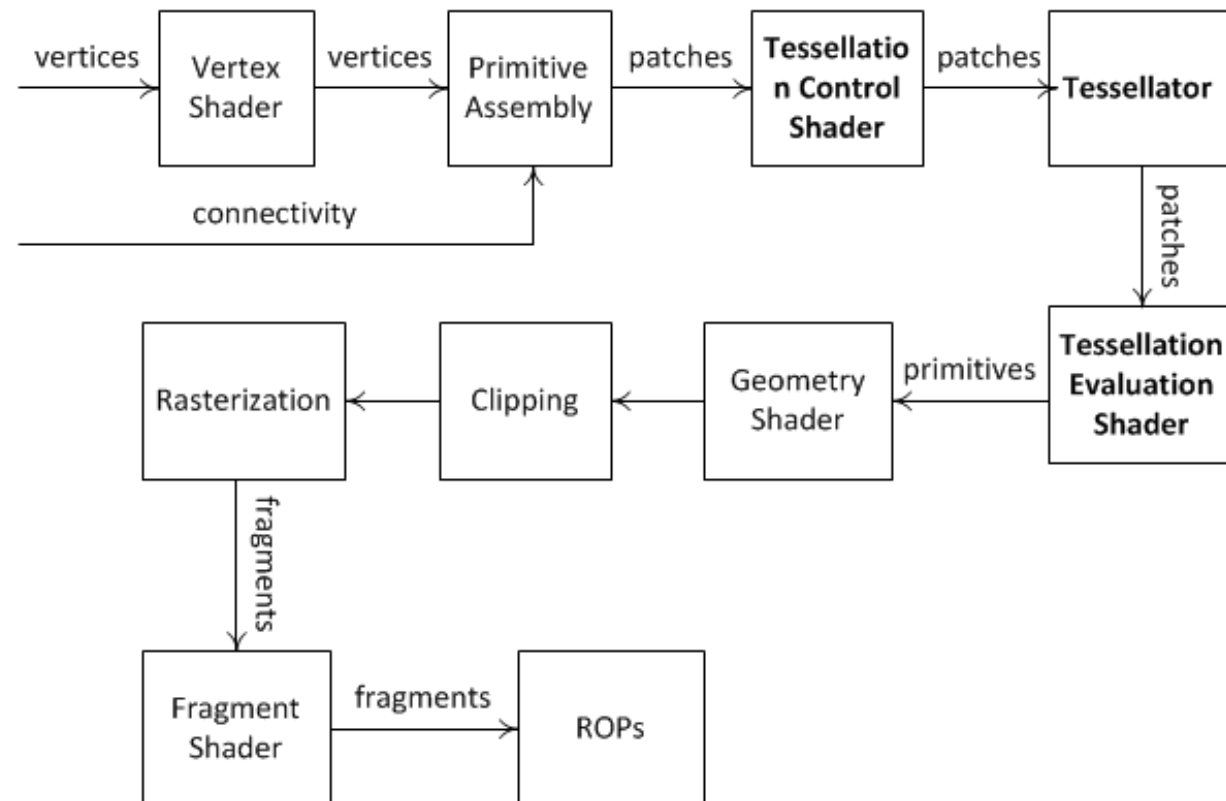 vertices
Vertex
Shader
vertices
Primitive
Assembly
patches
Tessellatio
n Control
Shader
patches
Tessellator
connectivity
patches
Tessellation
Evaluation
Shader
primitives
Geometry
Shader
Clipping
Rasterization
fragments
Fragment
Shader
fragments
ROPs